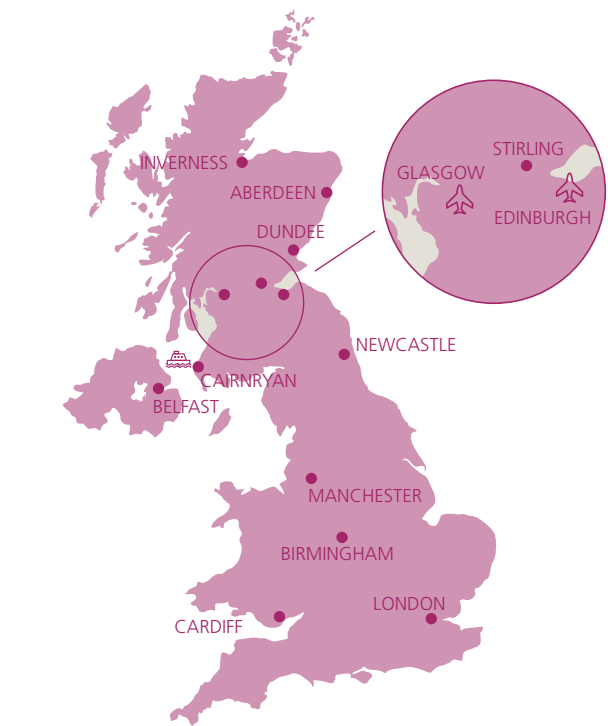 STIRLING
INVERNESS
GLASGOW
ABERDEEN
EDINBURGH
DUNDEE
NEWCASTLE
CAIRNRYAN
BELFAST
MANCHESTER
BIRMINGHAM
LONDON
CARDIFF